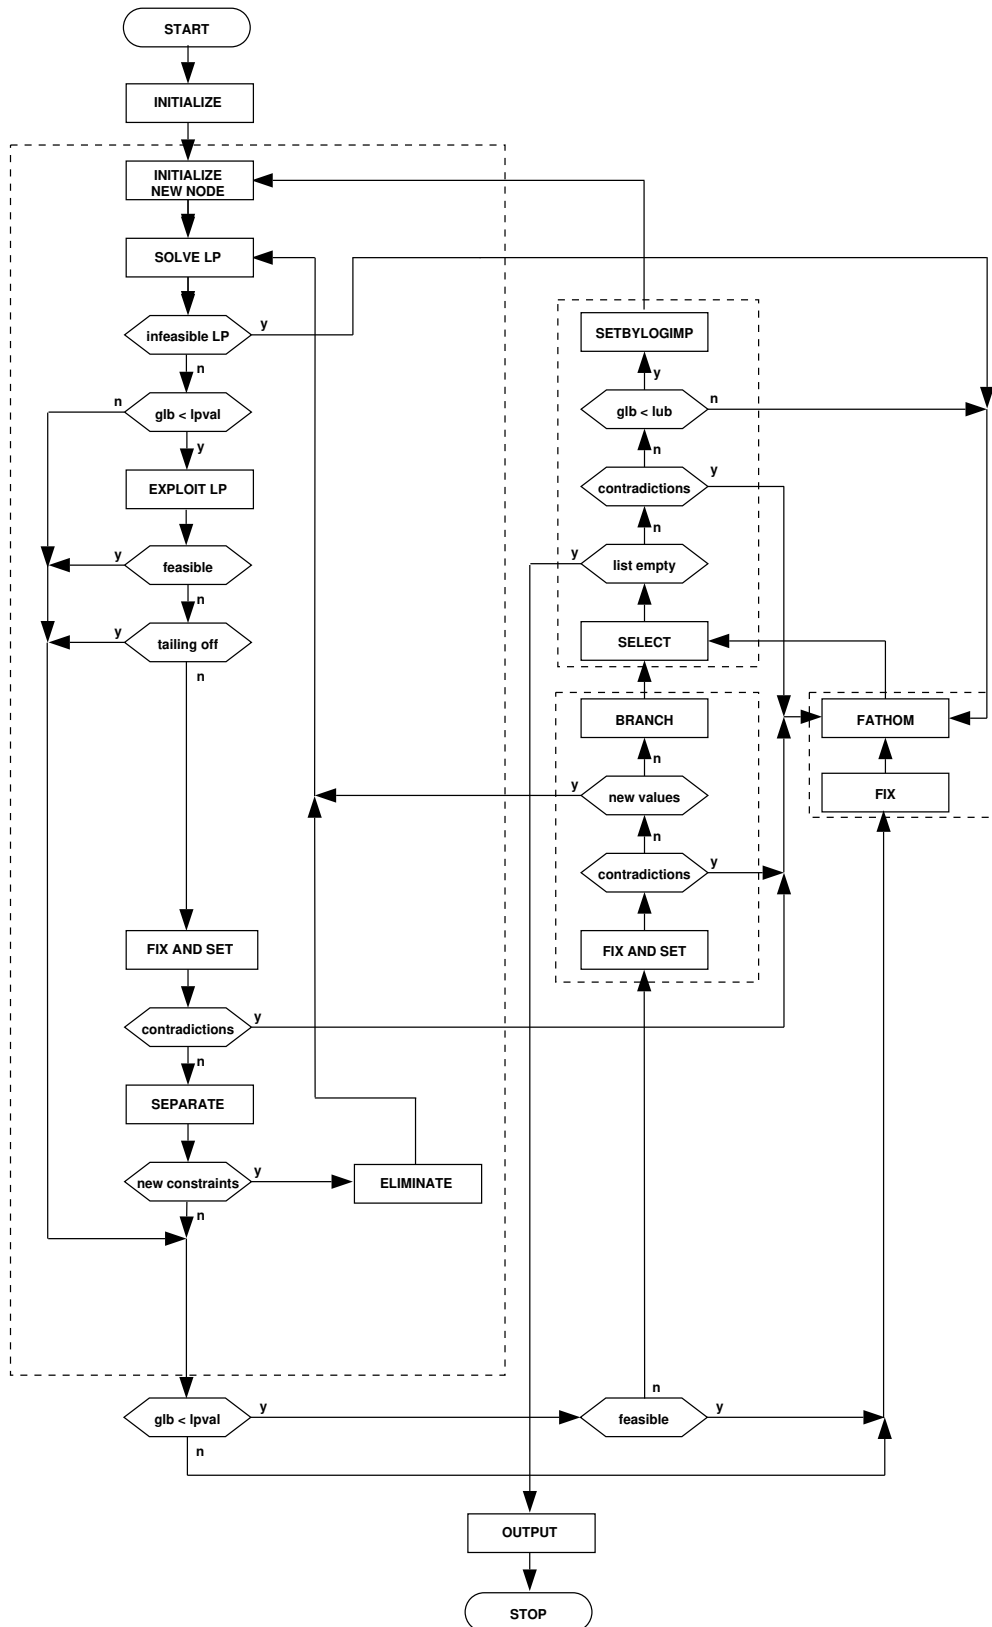 START
INITIALIZE
INITIALIZE
NEW NODE
SOLVE LP
infeasible LP
y
n
glb < lpval
n
y
EXPLOIT LP
feasible
y
n
tailing off
y
n
FIX AND SET
contradictions
y
n
SEPARATE
new constraints
y
n
ELIMINATE
glb < lpval
y
n
SETBYLOGIMP
y
glb < lub
n
n
contradictions
y
n
list empty
y
SELECT
BRANCH
n
new values
y
n
contradictions
y
FIX AND SET
n
feasible
y
FATHOM
FIX
OUTPUT
STOP